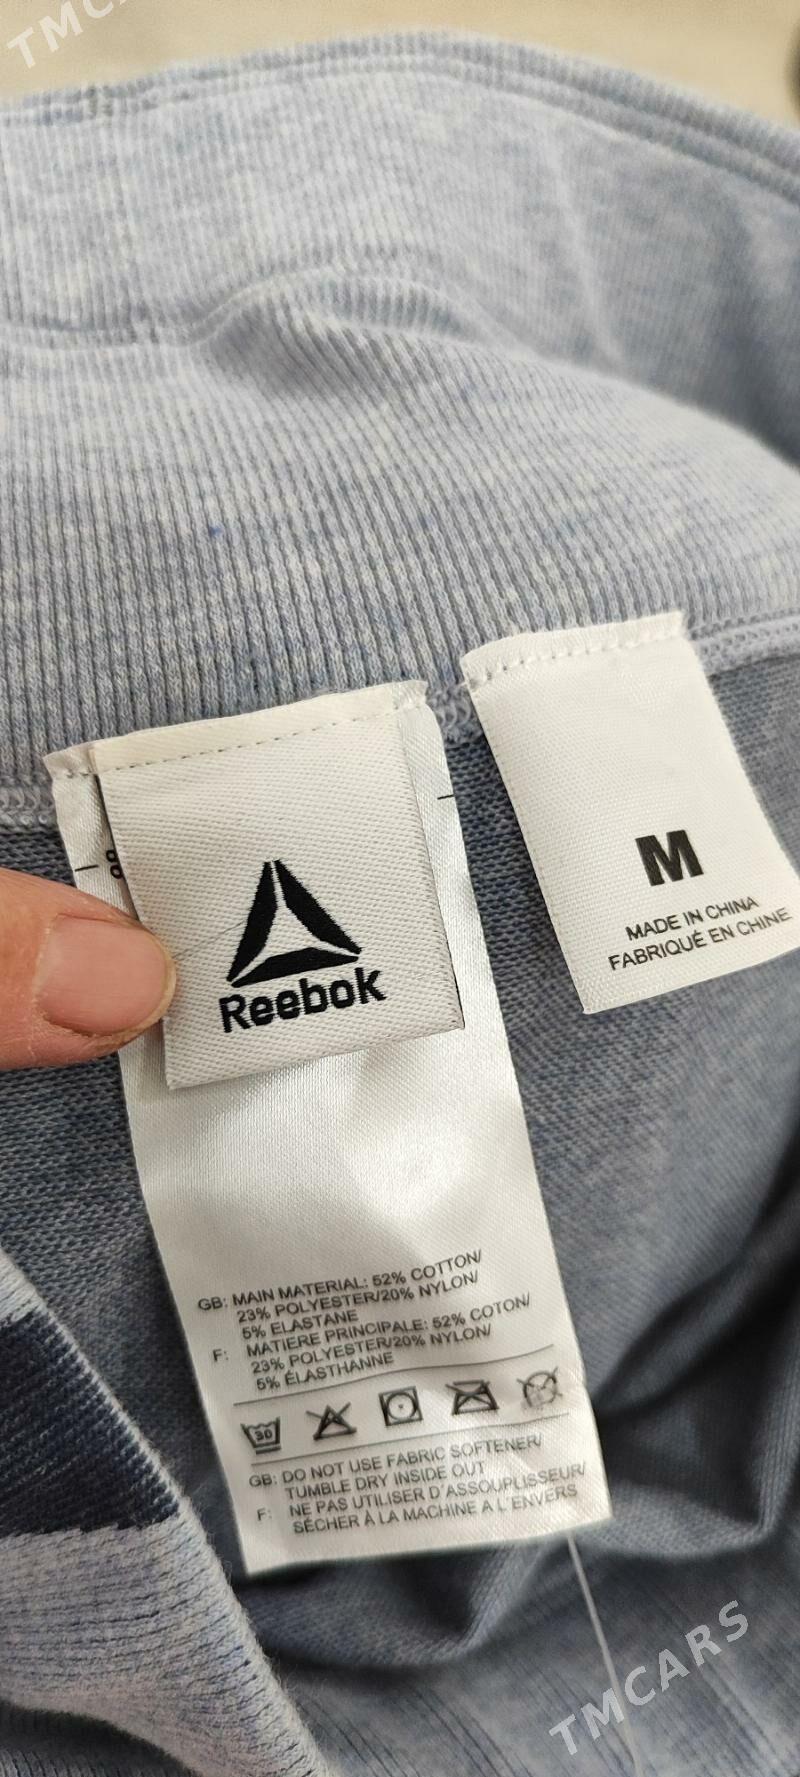 TMCARS
M
MADE IN CHINA
FABRIQUÉ EN CHINE
Reebok
GB: MAIN MATERIAL: 52% COTTON/
23% POLYESTER/20% NYLON/
5% ELASTANE
F: MATIERE PRINCIPALE: 52% COTON/
23% POLYESTER/20% NYLON/
5% ÉLASTHANNE
30
GB: DO NOT USE FABRIC SOFTENER/
TUMBLE DRY INSIDE OUT
F: NE PAS UTILISER D'ASSOUPLISSEUR/
SÉCHER À LA MACHINE A L'ENVERS